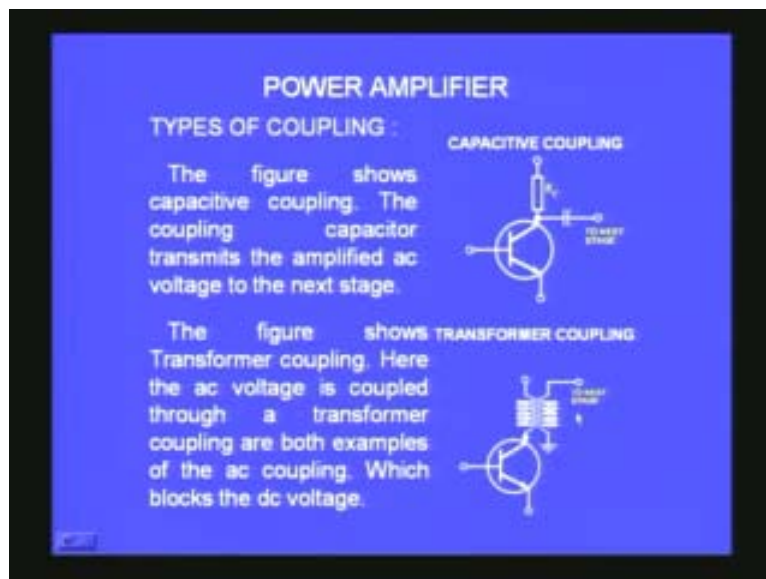 POWER AMPLIFIER
TYPES OF COUPLING :
CAPACITIVE COUPLING
The figure shows
capacitive coupling. The
coupling capacitor
transmits the amplified ac
voltage to the next stage.
TO NEXT
STAGE
The figure shows
Transformer coupling. Here
the ac voltage is coupled
through a transformer
coupling are both examples
of the ac coupling. Which
blocks the dc voltage.
TRANSFORMER COUPLING
TO NEXT
STAGE